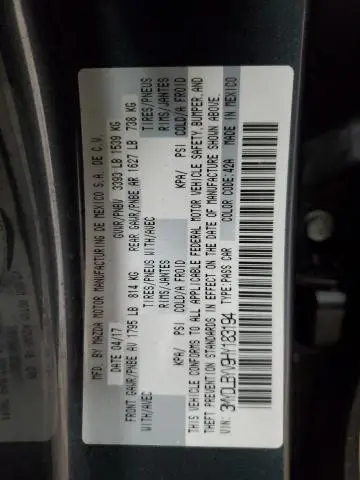 MFD. BY MAZDA MOTOR MANUFACTURING DE MEXICO S.A. DE C.V.
DATE 04/17 GVWR/PNBV 3393 LB 1539 KG
FRONT GAWR/PNBE AV 1795 LB 814 KG REAR GAWR/PNBE AR 1627 LB 738 KG
WITH/AVEC TIRES/PNEUS WITH/AVEC TIRES/PNEUS
RIMS/JANTES RIMS/JANTES
KPA/ PSI COLD/A FROID KPA/ PSI COLD/A FROID
THIS VEHICLE CONFORMS TO ALL APPLICABLE FEDERAL MOTOR VEHICLE SAFETY, BUMPER, AND
THEFT PREVENTION STANDARDS IN EFFECT ON THE DATE OF MANUFACTURE SHOWN ABOVE.
COLOR CODE:42A MADE IN MEXICO
TYPE:PASS CAR